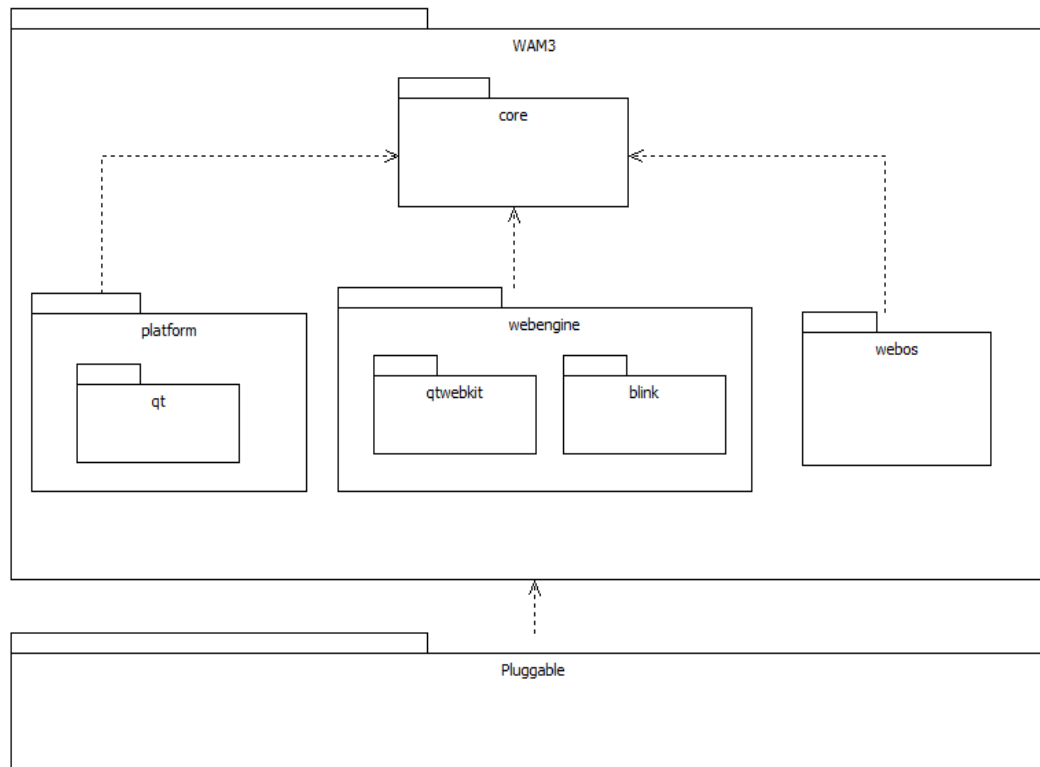 WAM3
core
platform
webengine
webos
qt
qtwebkit
blink
Pluggable